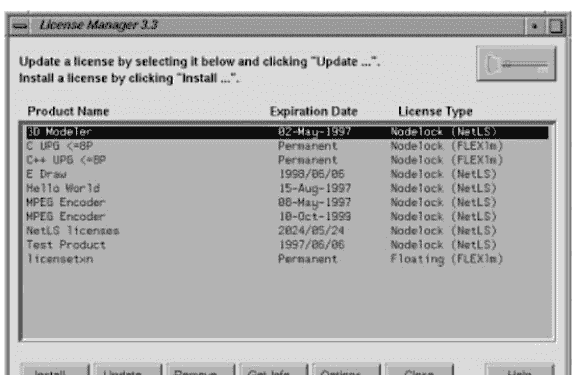 License Manager 3.3
Update a license by selecting it below and clicking "Update ...".
Install a license by clicking "Install ...".
Product Name Expiration Date License Type
3D Modeler 02-May-1997 Nodelock (NetLS)
C UPG <=8P Permanent Nodelock (FLEXlm)
C++ UPG <=8P Permanent Nodelock (FLEXlm)
E Draw 1998/06/06 Nodelock (NetLS)
Hello World 15-Aug-1997 Nodelock (NetLS)
MPEG Encoder 08-May-1997 Nodelock (NetLS)
MPEG Encoder 10-Oct-1999 Nodelock (NetLS)
NetLS licenses 2024/05/24 Nodelock (NetLS)
Test Product 1997/06/06 Nodelock (NetLS)
licensetxn Permanent Floating (FLEXlm)
Install... Update... Remove... Get Info... Options... Close Help